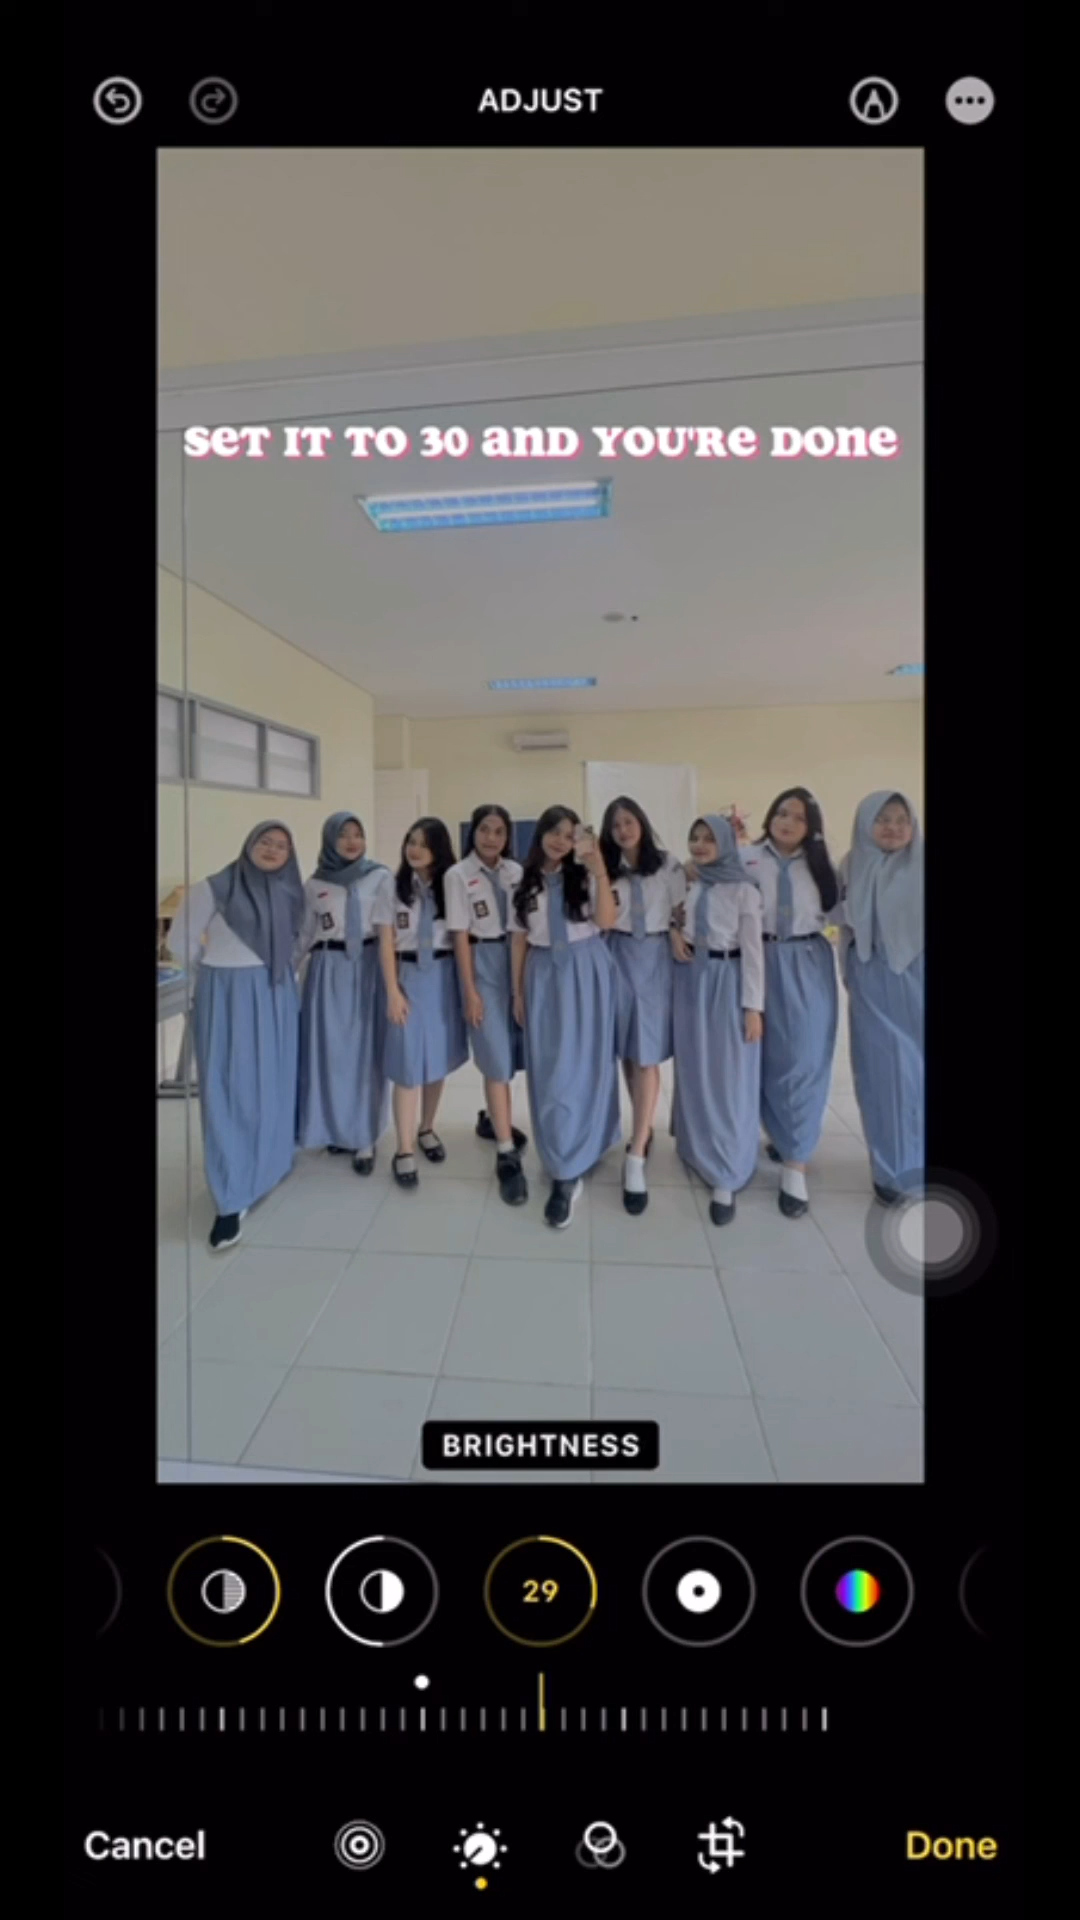 ADJUST
SET IT TO 30 AND YOU'RE DONE
BRIGHTNESS
29
Cancel
Done